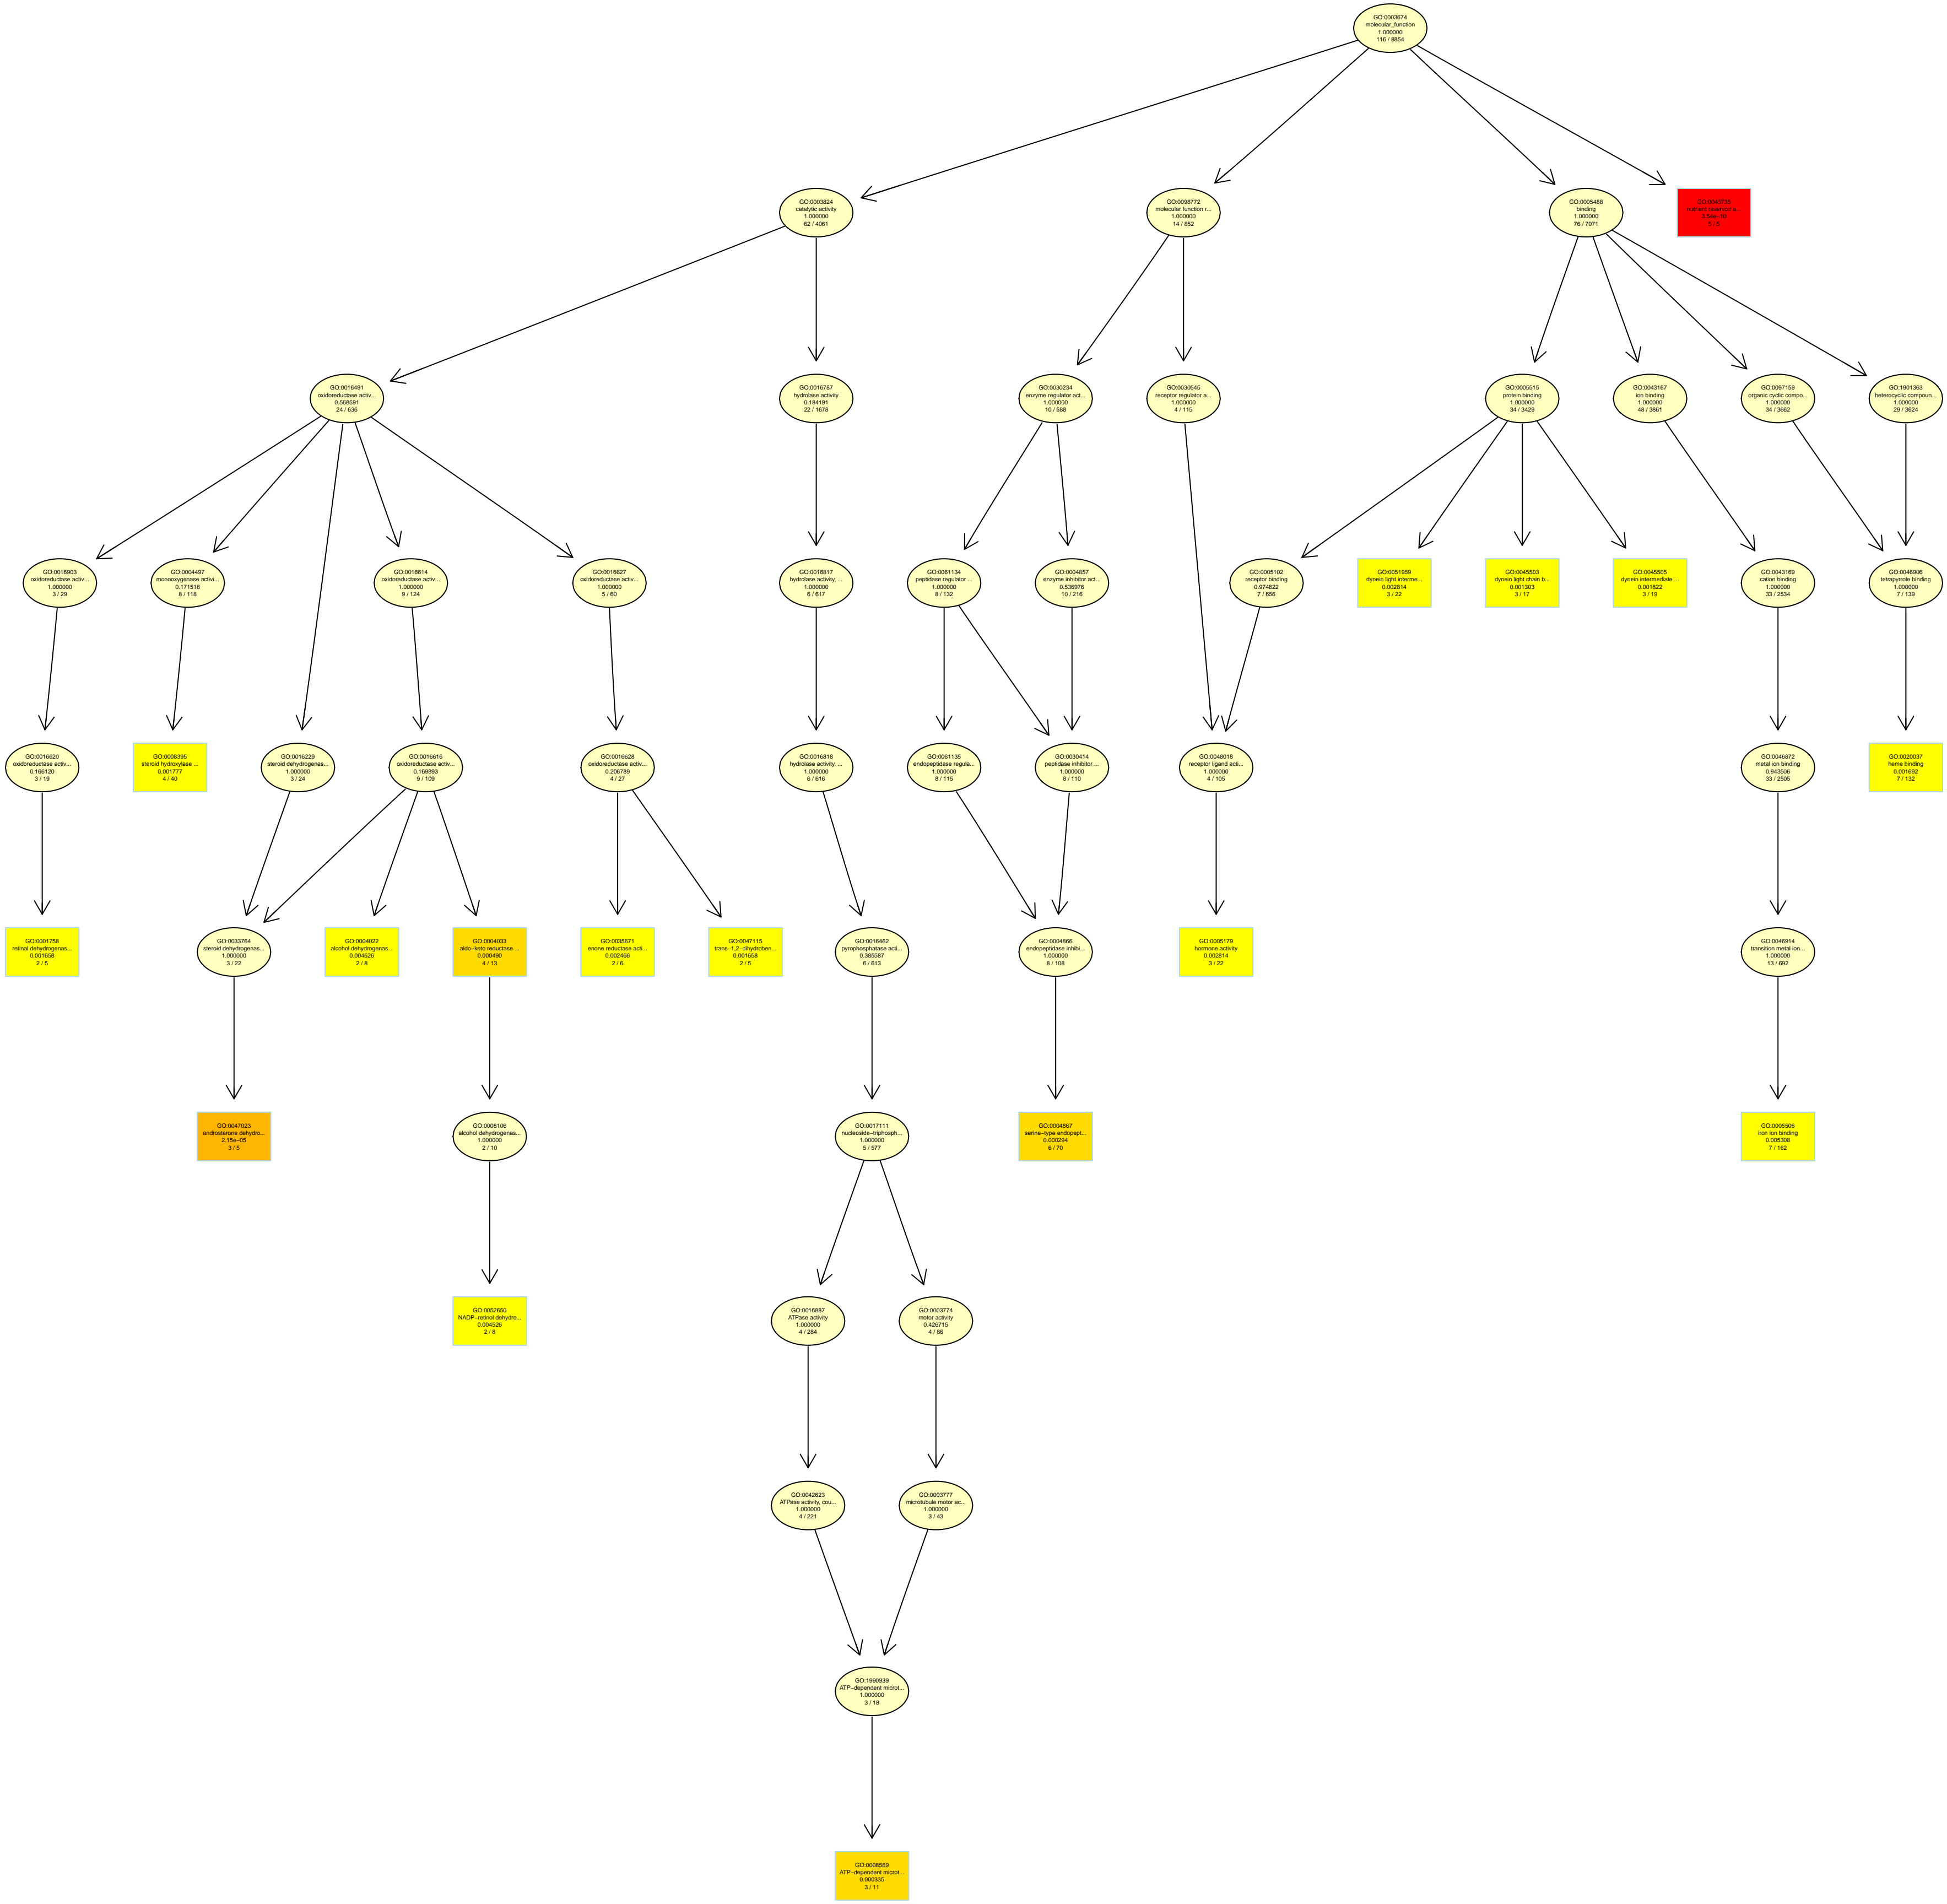 GO:0003674
molecular_function
1.000000
116 / 8854
GO:0003824
catalytic activity
1.000000
62 / 4061
GO:0098772
molecular function r...
1.000000
14 / 852
GO:0005488
binding
1.000000
76 / 7071
GO:0045735
nutrient reservoir a...
5 / 5
GO:0016491
oxidoreductase activ...
0.568591
24 / 636
GO:0016787
hydrolase activity
0.184191
22 / 1678
GO:0030234
enzyme regulator act...
1.000000
10 / 588
GO:0030545
receptor regulator a...
1.000000
4 / 115
GO:0005515
protein binding
1.000000
34 / 3429
GO:0043167
ion binding
1.000000
48 / 3861
GO:0097159
organic cyclic compo...
1.000000
34 / 3662
GO:1901363
heterocyclic compoun...
1.000000
29 / 3624
GO:0016903
oxidoreductase activ...
1.000000
3 / 29
GO:0004497
monooxygenase activi...
0.171518
8 / 118
GO:0016614
oxidoreductase activ...
1.000000
9 / 124
GO:0016627
oxidoreductase activ...
1.000000
5 / 60
GO:0016817
hydrolase activity, ...
1.000000
6 / 617
GO:0061134
peptidase regulator ...
1.000000
8 / 132
GO:0004857
enzyme inhibitor act...
0.536976
10 / 216
GO:0005102
receptor binding
0.974822
7 / 656
GO:0051959
dynein light interme...
0.002814
3 / 22
GO:0045503
dynein light chain b...
0.001303
3 / 17
GO:0045505
dynein intermediate ...
0.001822
3 / 19
GO:0043169
cation binding
1.000000
33 / 2534
GO:0046906
tetrapyrrole binding
1.000000
7 / 139
GO:0016620
oxidoreductase activ...
0.166120
3 / 19
GO:0008395
steroid hydroxylase ...
0.001777
4 / 40
GO:0016229
steroid dehydrogenas...
1.000000
3 / 24
GO:0016616
oxidoreductase activ...
0.169893
9 / 109
GO:0016628
oxidoreductase activ...
0.206789
4 / 27
GO:0016818
hydrolase activity, ...
1.000000
6 / 616
GO:0061135
endopeptidase regula...
1.000000
8 / 115
GO:0030414
peptidase inhibitor ...
1.000000
8 / 110
GO:0048018
receptor ligand acti...
1.000000
4 / 105
GO:0046872
metal ion binding
0.943506
33 / 2505
GO:0020037
heme binding
0.001692
7 / 132
GO:0001758
retinal dehydrogenas...
0.001658
2 / 5
GO:0033764
steroid dehydrogenas...
1.000000
3 / 22
GO:0004022
alcohol dehydrogenas...
0.004526
2 / 8
GO:0004033
aldo−keto reductase ...
0.000490
4 / 13
GO:0035671
enone reductase acti...
0.002466
2 / 6
GO:0047115
trans−1,2−dihydroben...
0.001658
2 / 5
GO:0016462
pyrophosphatase acti...
0.385587
6 / 613
GO:0004866
endopeptidase inhibi...
1.000000
8 / 108
GO:0005179
hormone activity
0.002814
3 / 22
GO:0046914
transition metal ion...
1.000000
13 / 692
GO:0047023
androsterone dehydro...
2.15e−05
3 / 5
GO:0008106
alcohol dehydrogenas...
1.000000
2 / 10
GO:0017111
nucleoside−triphosph...
1.000000
5 / 577
GO:0004867
serine−type endopept...
0.000294
6 / 70
GO:0005506
iron ion binding
0.005308
7 / 162
GO:0052650
NADP−retinol dehydro...
0.004526
2 / 8
GO:0016887
ATPase activity
1.000000
4 / 284
GO:0003774
motor activity
0.426715
4 / 86
GO:0042623
ATPase activity, cou...
1.000000
4 / 221
GO:0003777
microtubule motor ac...
1.000000
3 / 43
GO:1990939
ATP−dependent microt...
1.000000
3 / 18
GO:0008569
ATP−dependent microt...
0.000335
3 / 11